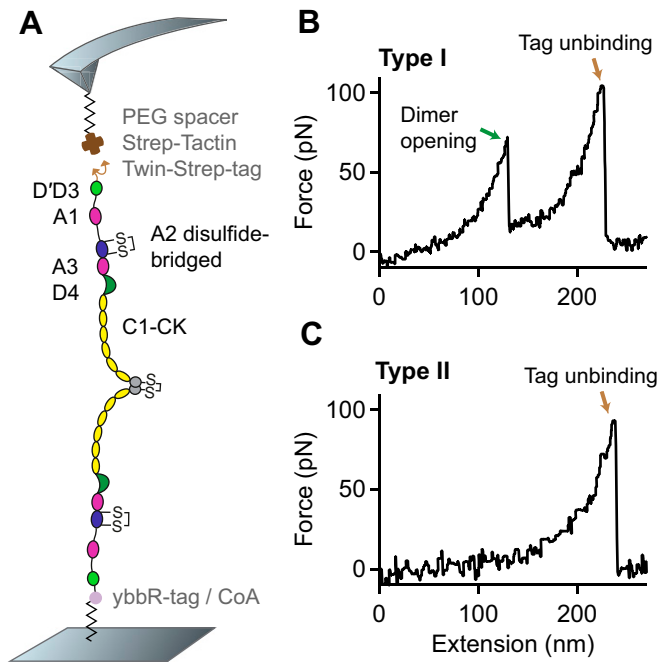 A
PEG spacer
Strep-Tactin
Twin-Strep-tag
D′D3
A1
S
S
A2 disulfide-
bridged
A3
D4
C1-CK
S
S
S
S
ybbR-tag / CoA
B
Type I
Tag unbinding
Dimer
opening
Force (pN)
100
50
0
0
100
200
C
Type II
Tag unbinding
Force (pN)
100
50
0
0
100
200
Extension (nm)